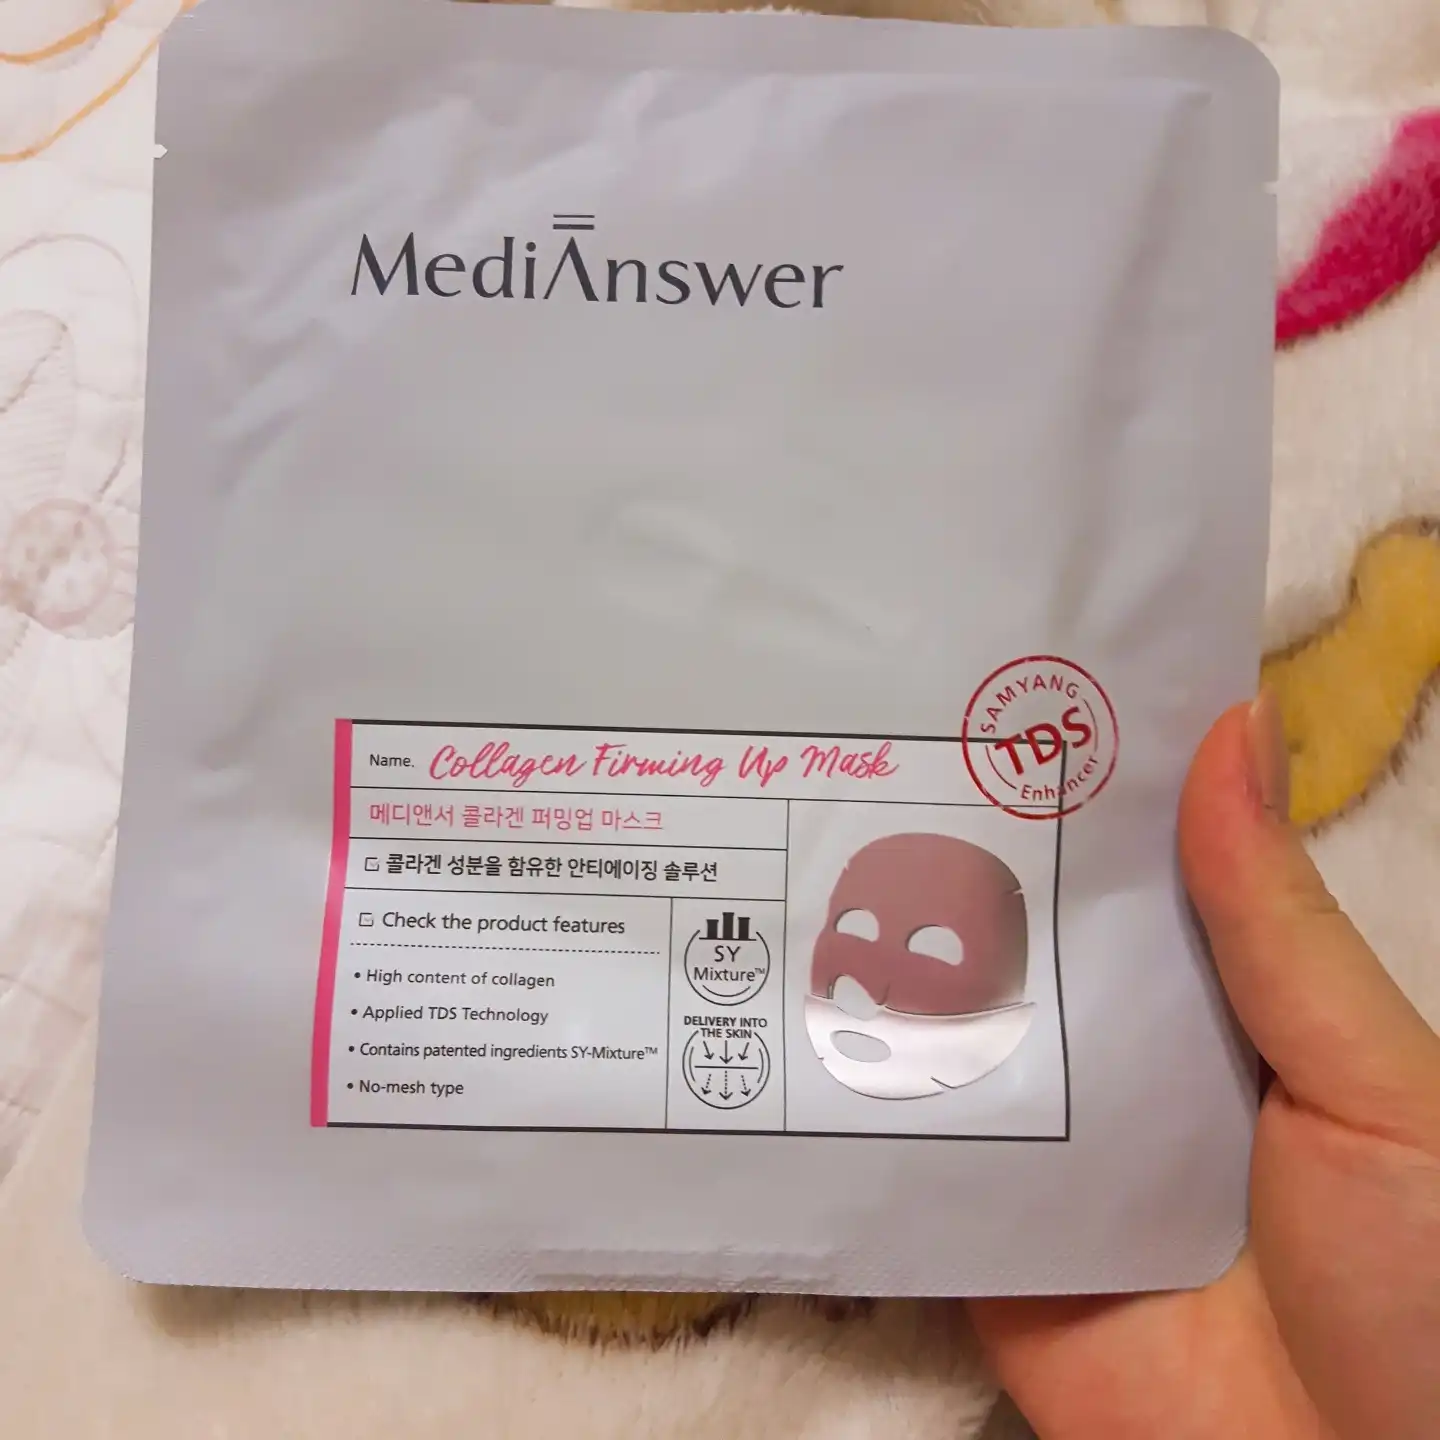 MediAnswer
SAMYANG
TDS
Enhancer
Name. Collagen Firming Up Mask
메디앤서 콜라겐 퍼밍업 마스크
콜라겐 성분을 함유한 안티에이징 솔루션
Check the product features
• High content of collagen
• Applied TDS Technology
• Contains patented ingredients SY-Mixture™
• No-mesh type
SY
Mixture™
DELIVERY INTO
THE SKIN